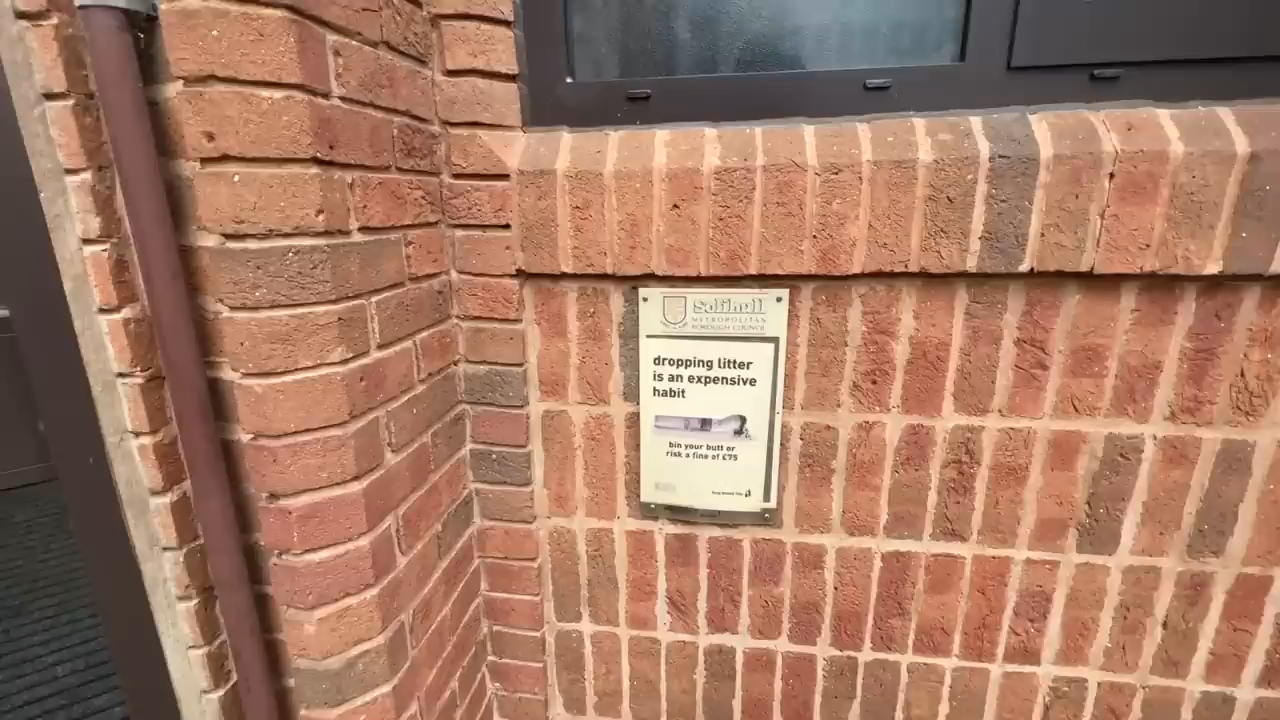 Solihull
METROPOLITAN
BOROUGH COUNCIL
dropping litter
is an expensive
habit
bin your butt or
risk a fine of £75